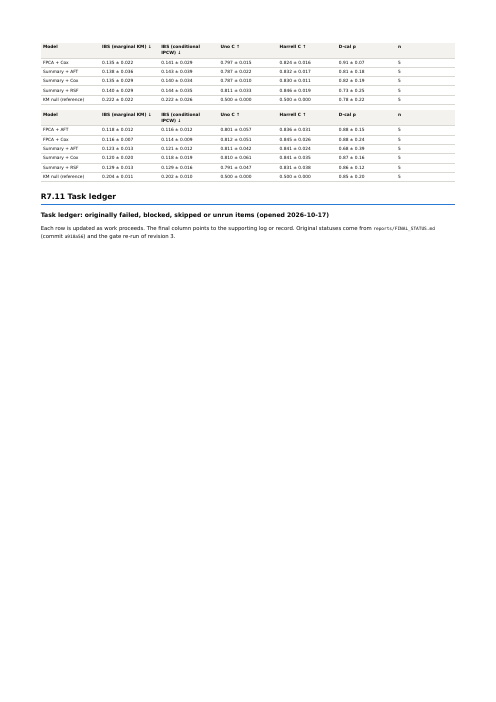 Model IBS (marginal KM) ↓ IBS (conditional IPCW) ↓ Uno C ↑ Harrell C ↑ D-cal p n
FPCA + Cox 0.135 ± 0.022 0.141 ± 0.029 0.797 ± 0.015 0.824 ± 0.016 0.91 ± 0.07 5
Summary + AFT 0.138 ± 0.036 0.143 ± 0.039 0.787 ± 0.022 0.832 ± 0.017 0.81 ± 0.18 5
Summary + Cox 0.135 ± 0.029 0.140 ± 0.034 0.787 ± 0.010 0.830 ± 0.011 0.82 ± 0.19 5
Summary + RSF 0.140 ± 0.029 0.144 ± 0.035 0.811 ± 0.033 0.846 ± 0.019 0.73 ± 0.25 5
KM null (reference) 0.222 ± 0.022 0.222 ± 0.026 0.500 ± 0.000 0.500 ± 0.000 0.78 ± 0.22 5
Model IBS (marginal KM) ↓ IBS (conditional IPCW) ↓ Uno C ↑ Harrell C ↑ D-cal p n
FPCA + AFT 0.118 ± 0.012 0.116 ± 0.012 0.801 ± 0.057 0.836 ± 0.031 0.88 ± 0.15 5
FPCA + Cox 0.116 ± 0.007 0.114 ± 0.009 0.812 ± 0.051 0.845 ± 0.026 0.88 ± 0.24 5
Summary + AFT 0.123 ± 0.013 0.121 ± 0.012 0.811 ± 0.042 0.841 ± 0.024 0.68 ± 0.39 5
Summary + Cox 0.120 ± 0.020 0.118 ± 0.019 0.810 ± 0.061 0.841 ± 0.035 0.87 ± 0.16 5
Summary + RSF 0.129 ± 0.013 0.129 ± 0.016 0.791 ± 0.047 0.831 ± 0.038 0.86 ± 0.12 5
KM null (reference) 0.204 ± 0.011 0.202 ± 0.010 0.500 ± 0.000 0.500 ± 0.000 0.85 ± 0.20 5
R7.11 Task ledger
Task ledger: originally failed, blocked, skipped or unrun items (opened 2026-10-17)
Each row is updated as work proceeds. The final column points to the supporting log or record. Original statuses come from reports/FINAL_STATUS.md
(commit ) and the gate re-run of revision 3.